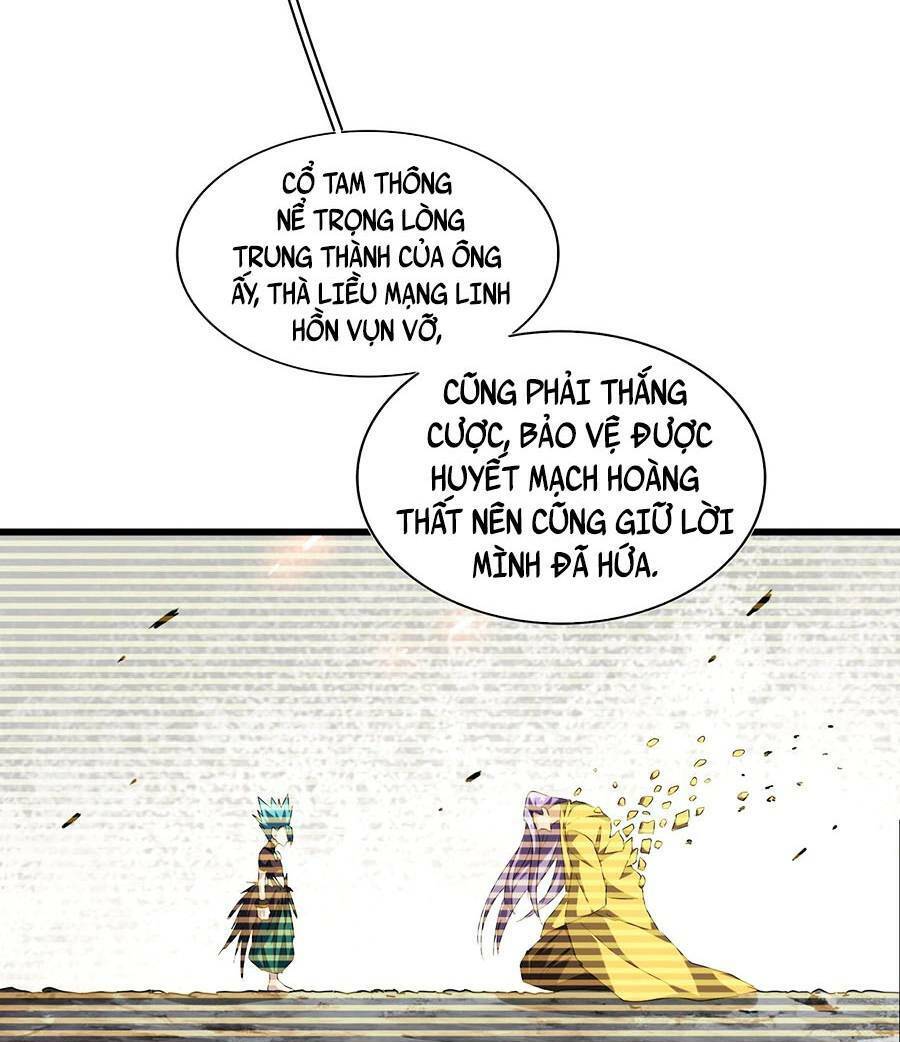 CỔ TAM THÔNG
NỂ TRỌNG LÒNG
TRUNG THÀNH CỦA ÔNG
ẤY, THÀ LIỀU MẠNG LINH
HỒN VỤN VỠ,
CŨNG PHẢI THẮNG
CƯỢC, BẢO VỆ ĐƯỢC
HUYẾT MẠCH HOÀNG
THẤT NÊN CŨNG GIỮ LỜI
MÌNH ĐÃ HỨA.